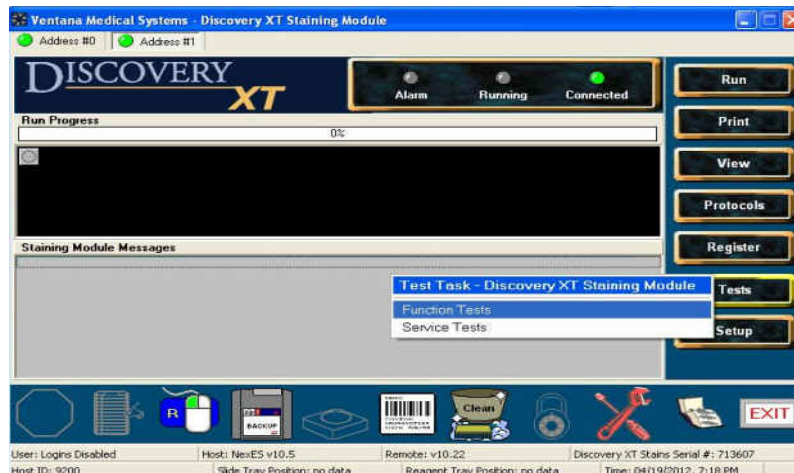 Ventana Medical Systems - Discovery XT Staining Module
Address #0 Address #1
DISCOVERY XT
Alarm Running Connected
Run
Print
View
Protocols
Register
Tests
Setup
Run Progress
0%
Staining Module Messages
Test Task - Discovery XT Staining Module
Function Tests
Service Tests
R
BACKUP
Clean
EXIT
User: Logins Disabled Host: NexES v10.5 Remote: v10.22 Discovery XT Stains Serial #: 713607
Host ID: 9200 Slide Tray Position: no data Reagent Tray Position: no data Time: 04/19/2012, 7:18 PM